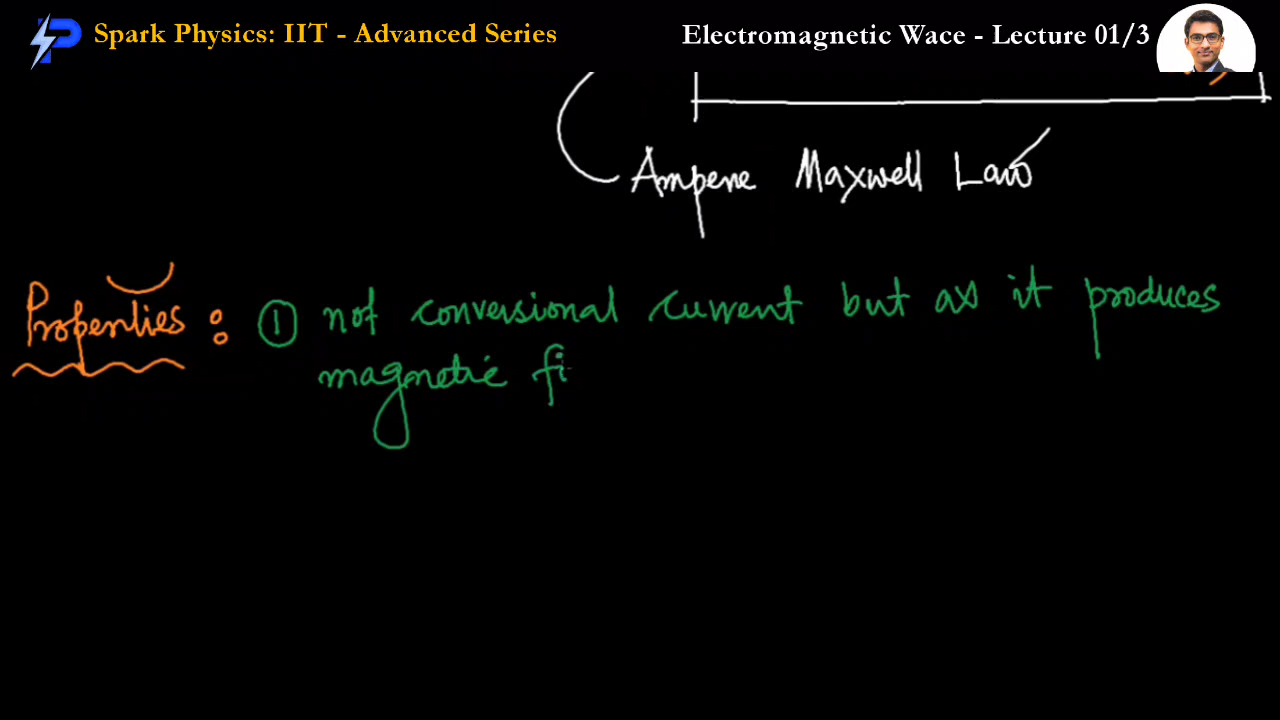 Spark Physics: IIT - Advanced Series
Electromagnetic Wace - Lecture 01/3
Ampere Maxwell Law
Properties : ① not conversional current but as it produces
magnetic fi